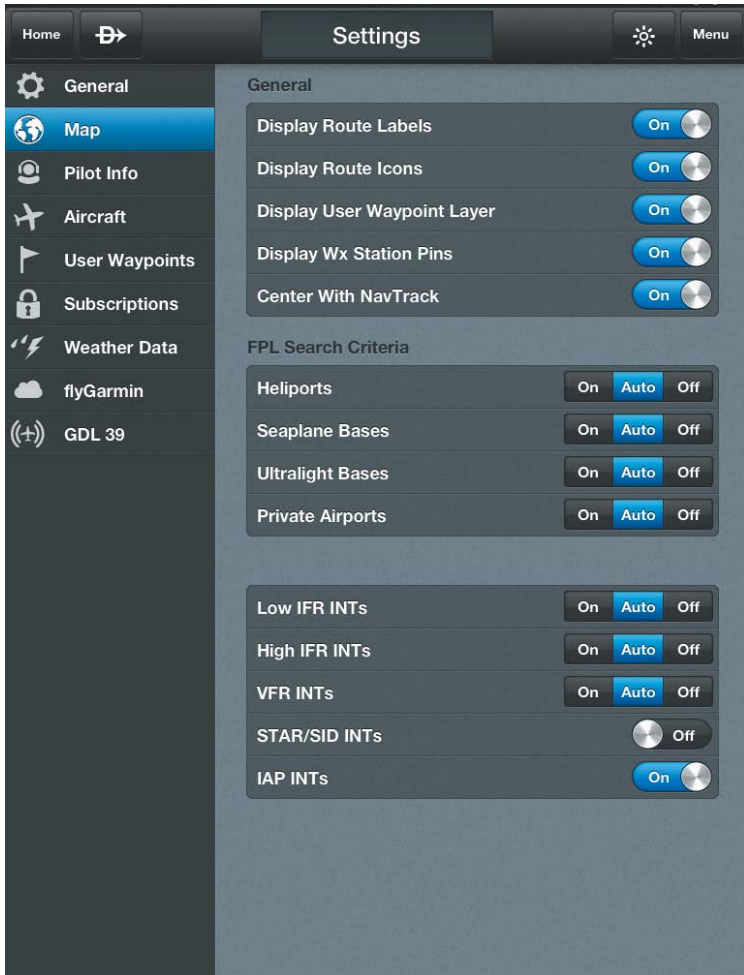 Home
Settings
Menu
General
Map
Pilot Info
Aircraft
User Waypoints
Subscriptions
Weather Data
flyGarmin
GDL 39
General
Display Route Labels On
Display Route Icons On
Display User Waypoint Layer On
Display Wx Station Pins On
Center With NavTrack On
FPL Search Criteria
Heliports On Auto Off
Seaplane Bases On Auto Off
Ultralight Bases On Auto Off
Private Airports On Auto Off
Low IFR INTs On Auto Off
High IFR INTs On Auto Off
VFR INTs On Auto Off
STAR/SID INTs Off
IAP INTs On